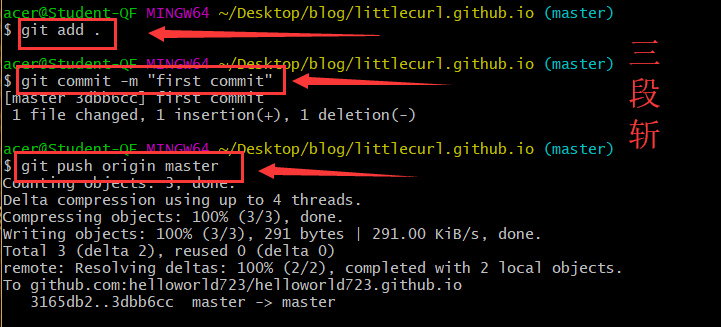 acer@Student-QF MINGW64 ~/Desktop/blog/littlecurl.github.io (master)
$ git add .
acer@Student-QF MINGW64 ~/Desktop/blog/littlecurl.github.io (master)
$ git commit -m "first commit"
[master 3dbb6cc] first commit
1 file changed, 1 insertion(+), 1 deletion(-)
acer@Student-QF MINGW64 ~/Desktop/blog/littlecurl.github.io (master)
$ git push origin master
Counting objects: 3, done.
Delta compression using up to 4 threads.
Compressing objects: 100% (3/3), done.
Writing objects: 100% (3/3), 291 bytes | 291.00 KiB/s, done.
Total 3 (delta 2), reused 0 (delta 0)
remote: Resolving deltas: 100% (2/2), completed with 2 local objects.
To github.com:helloworld723/helloworld723.github.io
3165db2..3dbb6cc  master -> master
三段斩